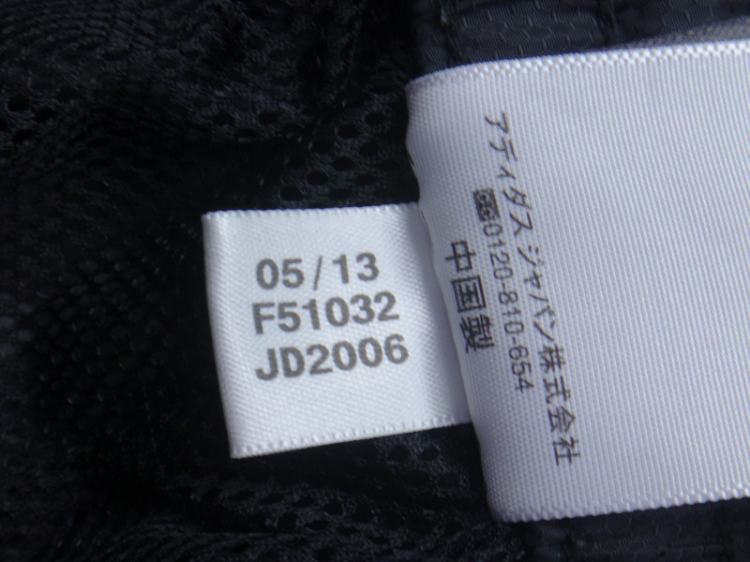 05/13
F51032
JD2006
アディダス ジャパン株式会社
0120-810-654
中国製